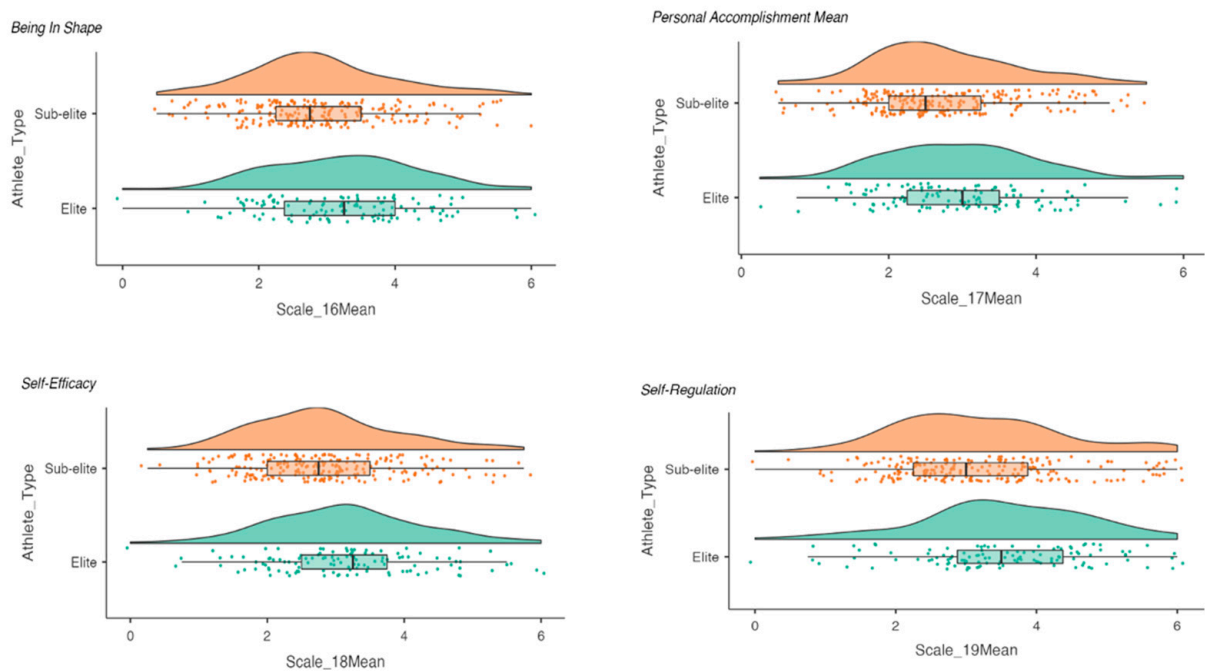 Being In Shape
Athlete_Type
Sub-elite
Elite
0 2 4 6
Scale_16Mean
Personal Accomplishment Mean
Athlete_Type
Sub-elite
Elite
0 2 4 6
Scale_17Mean
Self-Efficacy
Athlete_Type
Sub-elite
Elite
0 2 4 6
Scale_18Mean
Self-Regulation
Athlete_Type
Sub-elite
Elite
0 2 4 6
Scale_19Mean